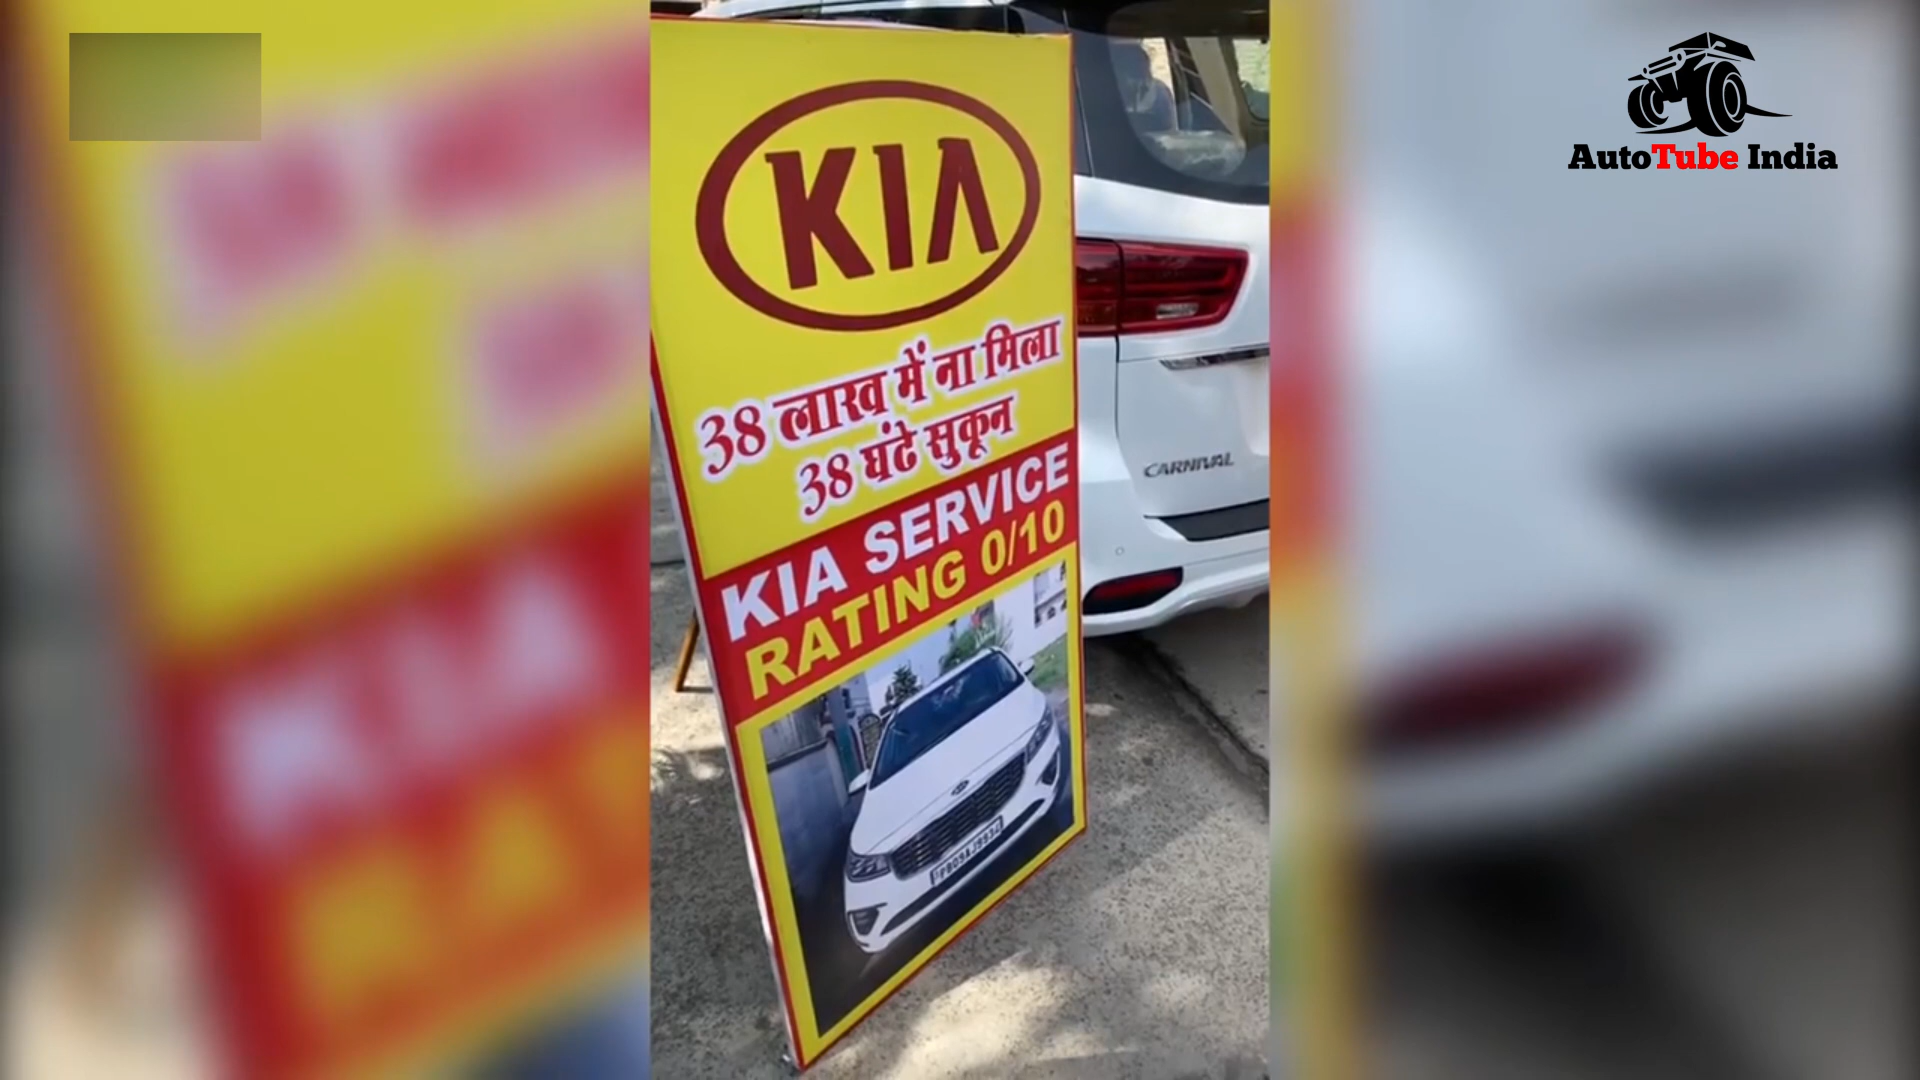 AutoTube India
KIA
38 लाख में ना मिला
38 घंटे सुकून
KIA SERVICE
RATING 0/10
CARNIVAL